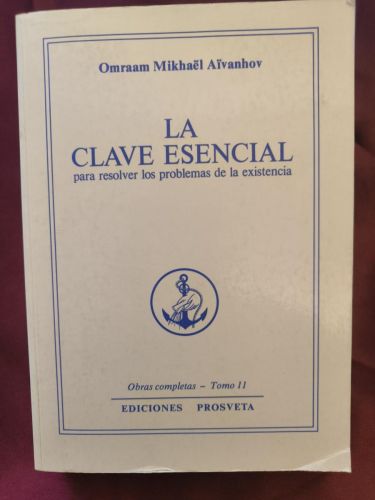 Omraam Mikhaël Aïvanhov
LA
CLAVE ESENCIAL
para resolver los problemas de la existencia
Obras completas – Tomo 11
EDICIONES PROSVETA